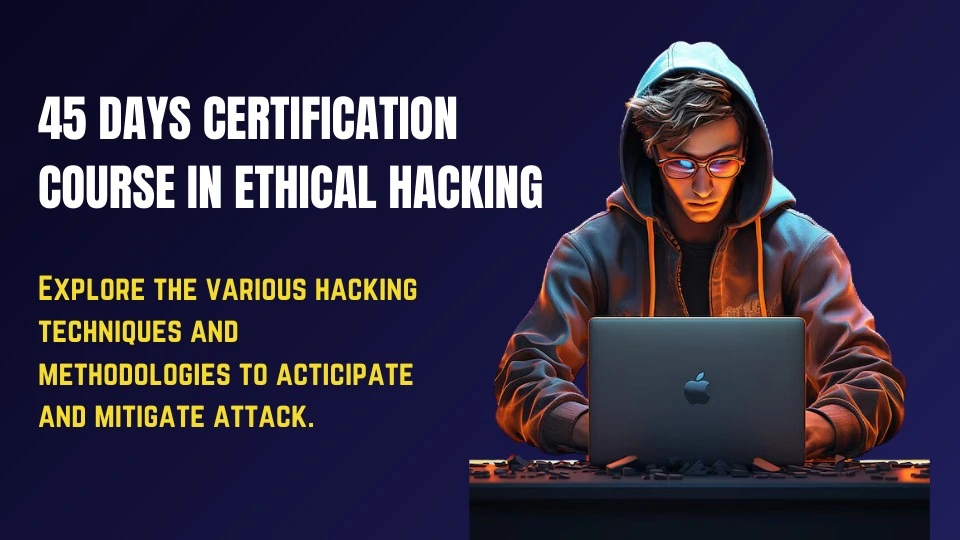 45 DAYS CERTIFICATION
COURSE IN ETHICAL HACKING
EXPLORE THE VARIOUS HACKING
TECHNIQUES AND
METHODOLOGIES TO ACTICIPATE
AND MITIGATE ATTACK.